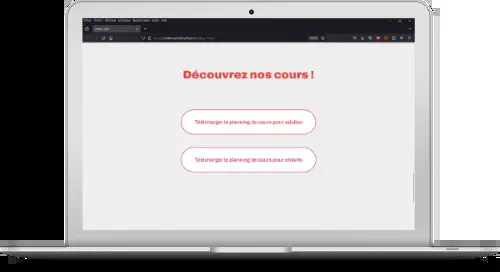 Découvrez nos cours !
Télécharger le planning de cours pour adultes
Télécharger le planning de cours pour enfants